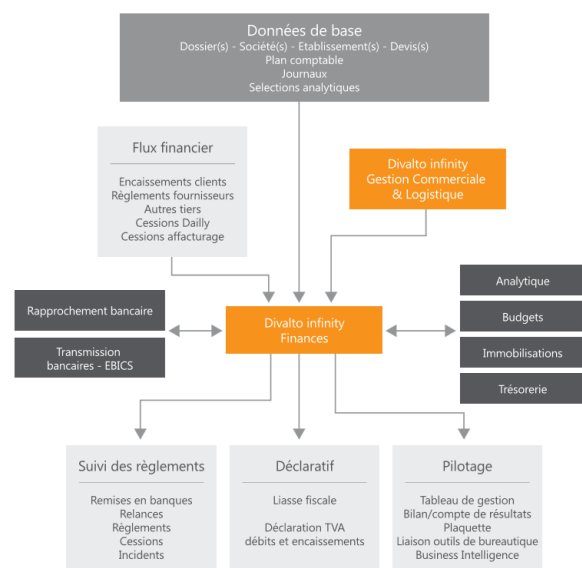 Données de base
Dossier(s) - Société(s) - Etablissement(s) - Devis(s)
Plan comptable
Journaux
Selections analytiques
Flux financier
Encaissements clients
Règlements fournisseurs
Autres tiers
Cessions Dailly
Cessions affacturage
Divalto infinity
Gestion Commerciale
& Logistique
Rapprochement bancaire
Transmission
bancaires - EBICS
Divalto infinity
Finances
Analytique
Budgets
Immobilisations
Trésorerie
Suivi des règlements
Remises en banques
Relances
Règlements
Cessions
Incidents
Déclaratif
Liasse fiscale
Déclaration TVA
débits et encaissements
Pilotage
Tableau de gestion
Bilan/compte de résultats
Plaquette
Liaison outils de bureautique
Business Intelligence